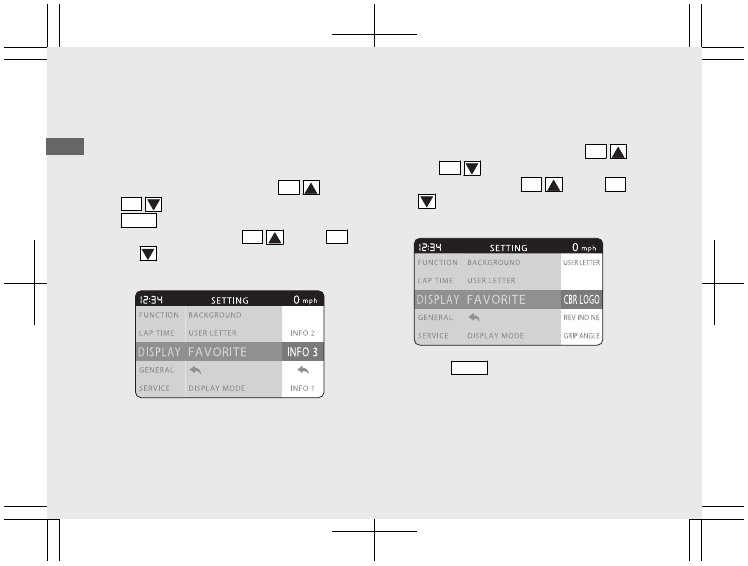 12:34 SETTING 0 mph
FUNCTION BACKGROUND
LAP TIME USER LETTER INFO 2
DISPLAY FAVORITE INFO 3
GENERAL
SERVICE DISPLAY MODE INFO 1
12:34 SETTING 0 mph
FUNCTION BACKGROUND USER LETTER
LAP TIME USER LETTER
DISPLAY FAVORITE CBR LOGO
GENERAL REV IND NE
SERVICE DISPLAY MODE GRIP ANGLE